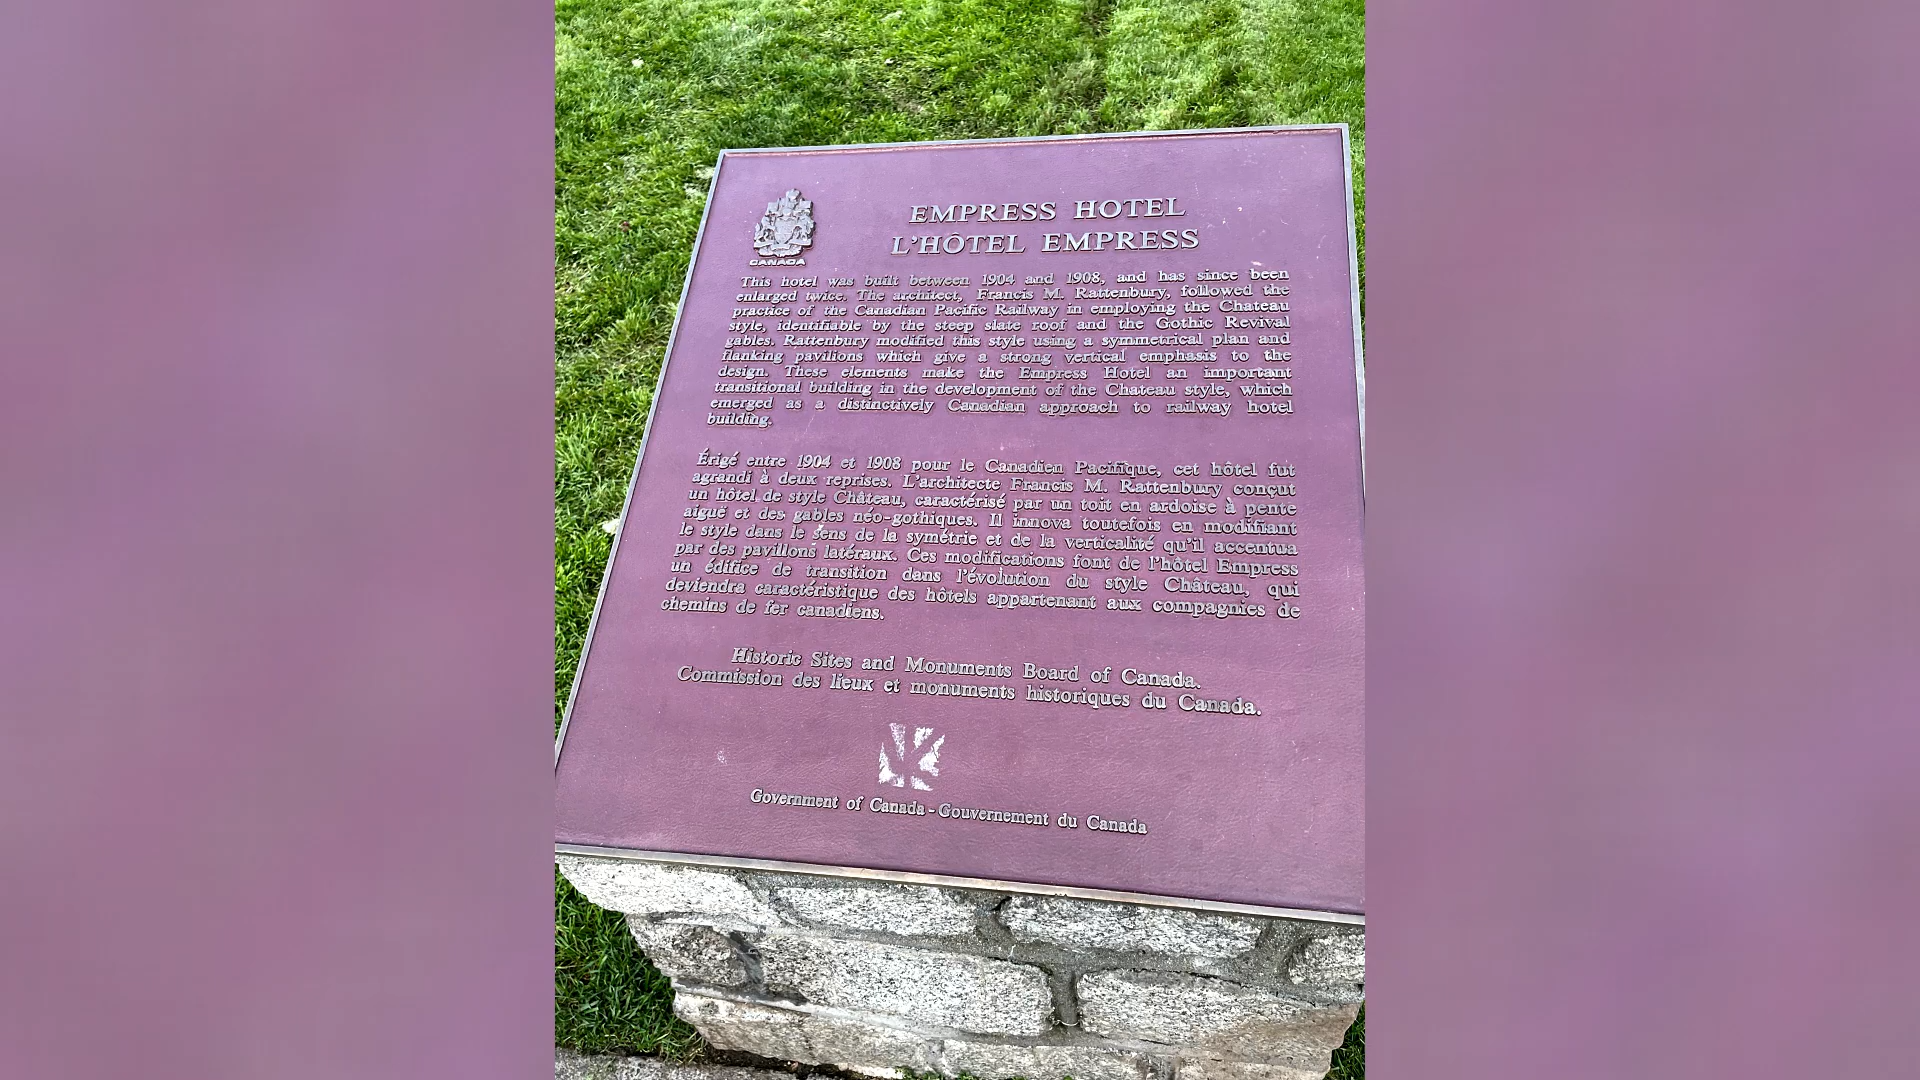 CANADA
EMPRESS HOTEL
L'HÔTEL EMPRESS
This hotel was built between 1904 and 1908, and has since been
enlarged twice. The architect, Francis M. Rattenbury, followed the
practice of the Canadian Pacific Railway in employing the Chateau
style, identifiable by the steep slate roof and the Gothic Revival
gables. Rattenbury modified this style using a symmetrical plan and
flanking pavilions which give a strong vertical emphasis to the
design. These elements make the Empress Hotel an important
transitional building in the development of the Chateau style, which
emerged as a distinctively Canadian approach to railway hotel
building.
Érigé entre 1904 et 1908 pour le Canadien Pacifique, cet hôtel fut
agrandi à deux reprises. L'architecte Francis M. Rattenbury conçut
un hôtel de style Château, caractérisé par un toit en ardoise à pente
aiguë et des gables néo-gothiques. Il innova toutefois en modifiant
le style dans le sens de la symétrie et de la verticalité qu'il accentua
par des pavillons latéraux. Ces modifications font de l'hôtel Empress
un édifice de transition dans l'évolution du style Château, qui
deviendra caractéristique des hôtels appartenant aux compagnies de
chemins de fer canadiens.
Historic Sites and Monuments Board of Canada.
Commission des lieux et monuments historiques du Canada.
Government of Canada - Gouvernement du Canada